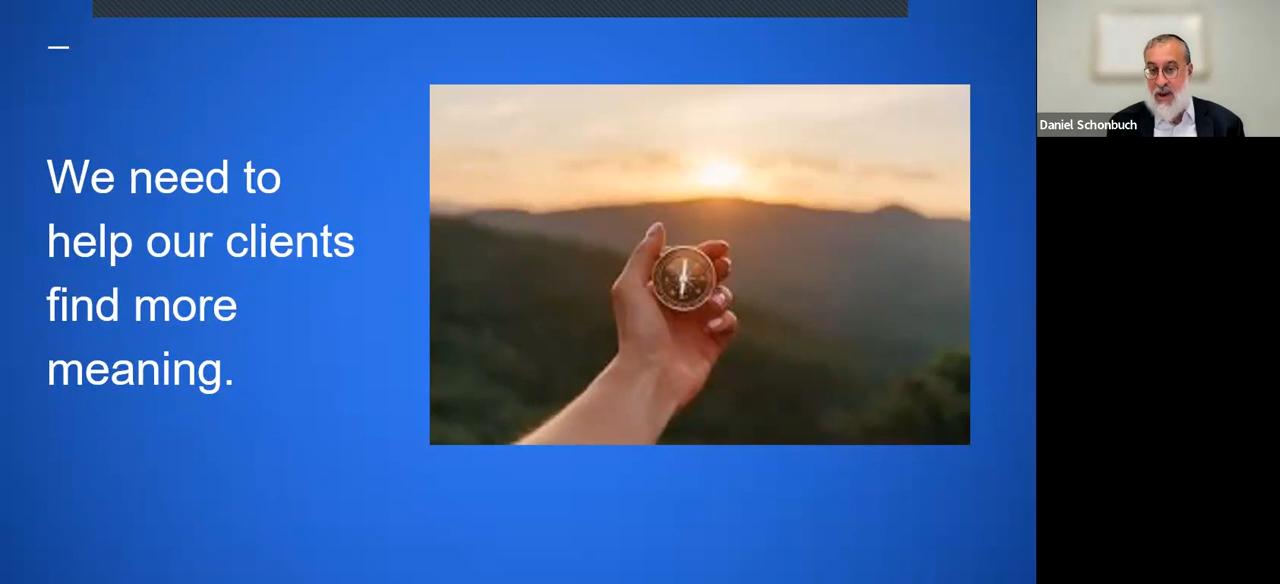 We need to
help our clients
find more
meaning.
Daniel Schonbuch